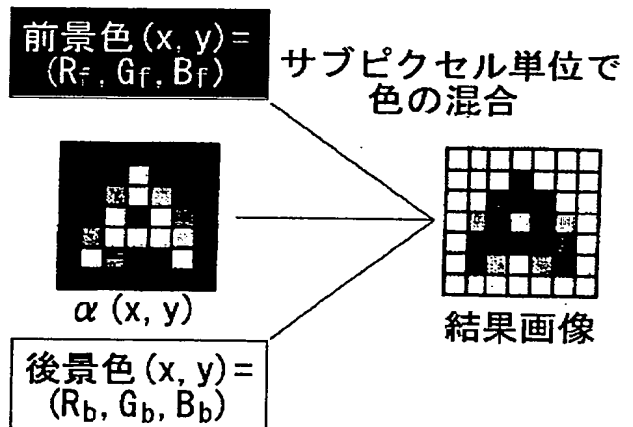 前景色(x, y)=
(Rf, Gf, Bf)
サブピクセル単位で
色の混合
α(x, y)
結果画像
後景色(x, y)=
(Rb, Gb, Bb)